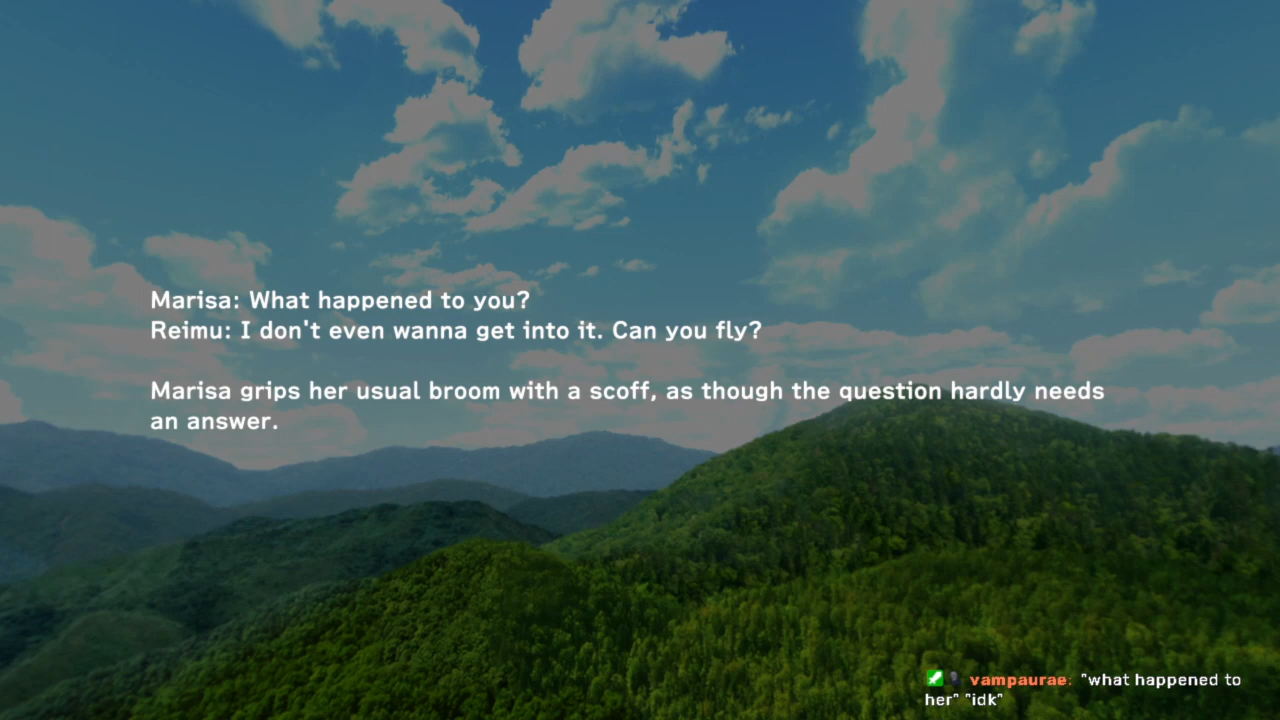 Marisa: What happened to you?
Reimu: I don't even wanna get into it. Can you fly?
Marisa grips her usual broom with a scoff, as though the question hardly needs
an answer.
vampaurae: "what happened to
her" "idk"